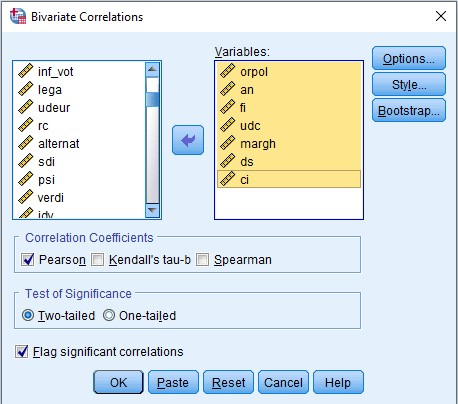 Bivariate Correlations
inf_vot
lega
udeur
rc
alternat
sdi
psi
verdi
idv
Variables:
orpol
an
fi
udc
margh
ds
ci
Options...
Style...
Bootstrap...
Correlation Coefficients
Pearson Kendall's tau-b Spearman
Test of Significance
Two-tailed One-tailed
Flag significant correlations
OK Paste Reset Cancel Help